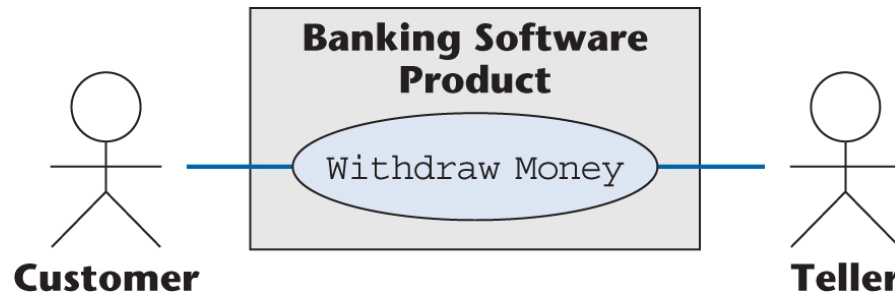 Banking Software
Product
Withdraw Money
Customer
Teller